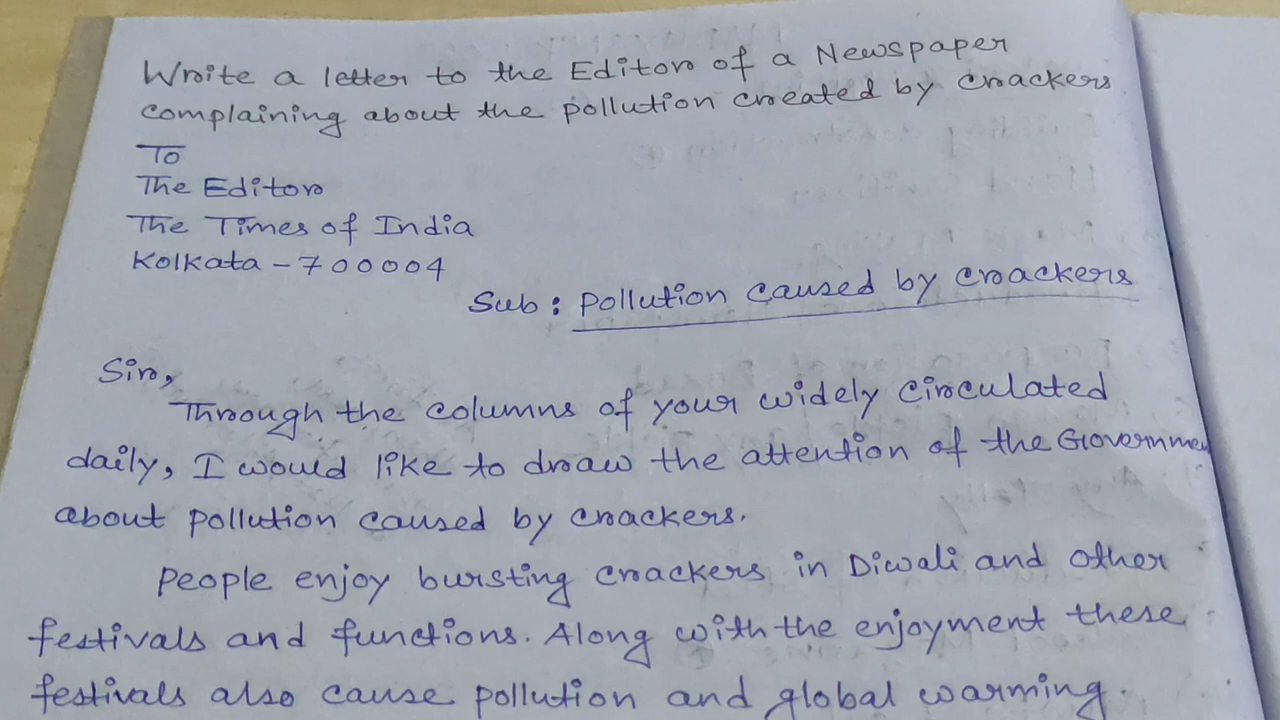 Write a letter to the Editor of a Newspaper
complaining about the pollution created by crackers
To
The Editor
The Times of India
Kolkata - 700004
Sub : Pollution caused by crackers
Sir,
Through the columns of your widely circulated
daily, I would like to draw the attention of the Governmen
about pollution caused by crackers.
People enjoy bursting crackers in Diwali and other
festivals and functions. Along with the enjoyment these
festivals also cause pollution and global warming.